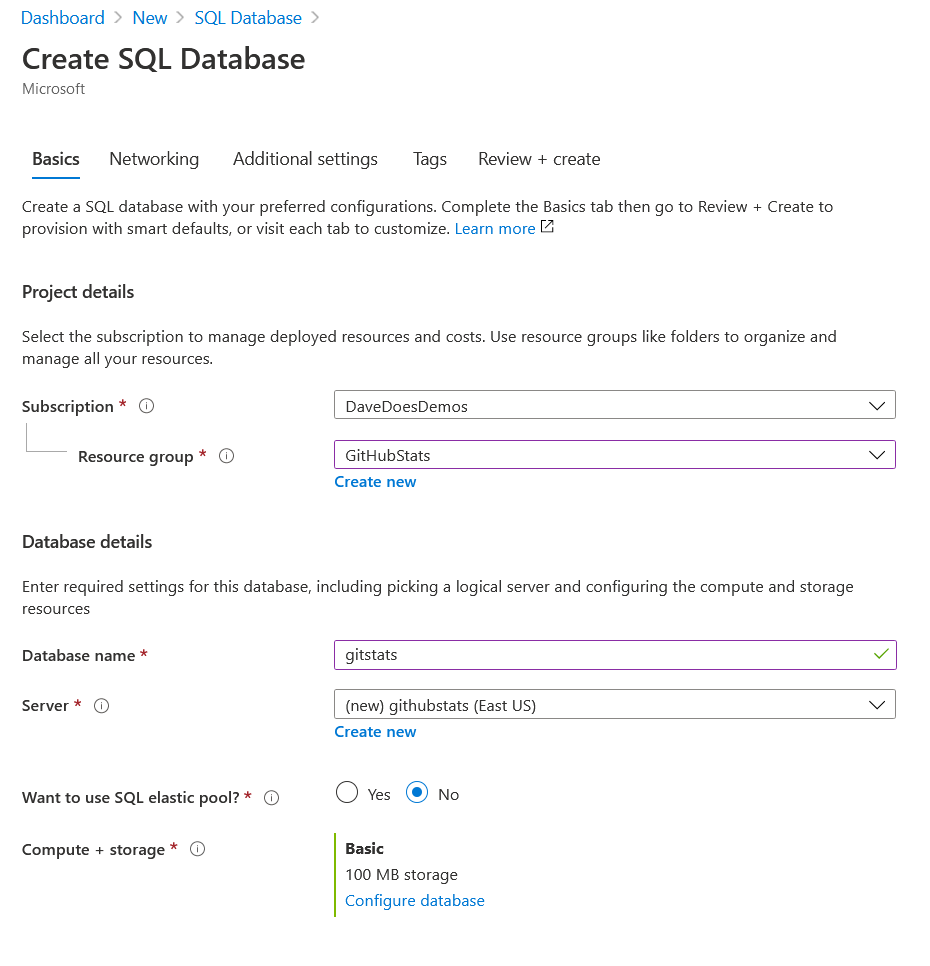 Dashboard > New > SQL Database >
Create SQL Database
Microsoft
Basics Networking Additional settings Tags Review + create
Create a SQL database with your preferred configurations. Complete the Basics tab then go to Review + Create to
provision with smart defaults, or visit each tab to customize. Learn more
Project details
Select the subscription to manage deployed resources and costs. Use resource groups like folders to organize and
manage all your resources.
Subscription * DaveDoesDemos
Resource group * GitHubStats
Create new
Database details
Enter required settings for this database, including picking a logical server and configuring the compute and storage
resources
Database name * gitstats
Server * (new) githubstats (East US)
Create new
Want to use SQL elastic pool? * Yes No
Compute + storage * Basic
100 MB storage
Configure database